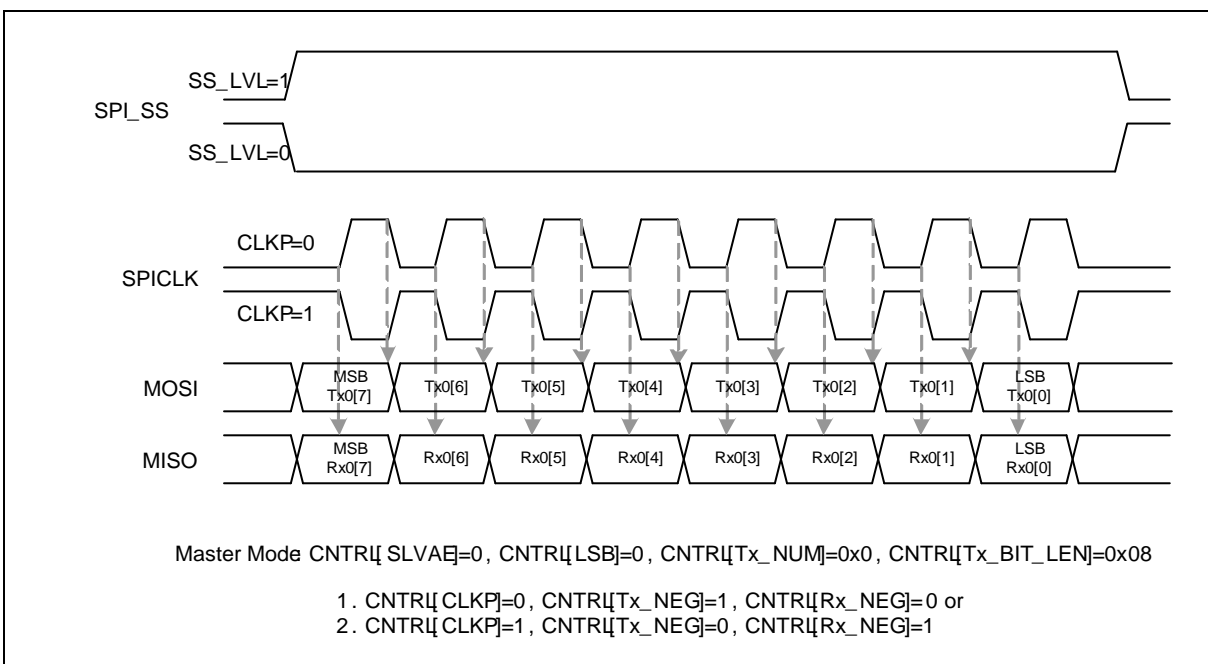 SS_LVL=1
SPI_SS
SS_LVL=0
CLKP=0
SPICLK
CLKP=1
MOSI
MSB
Tx0[7]
Tx0[6]
Tx0[5]
Tx0[4]
Tx0[3]
Tx0[2]
Tx0[1]
LSB
Tx0[0]
MISO
MSB
Rx0[7]
Rx0[6]
Rx0[5]
Rx0[4]
Rx0[3]
Rx0[2]
Rx0[1]
LSB
Rx0[0]
Master Mode: CNTRL[SLVAE]=0, CNTRL[LSB]=0, CNTRL[Tx_NUM]=0x0, CNTRL[Tx_BIT_LEN]=0x08
1. CNTRL[CLKP]=0, CNTRL[Tx_NEG]=1, CNTRL[Rx_NEG]=0 or
2. CNTRL[CLKP]=1, CNTRL[Tx_NEG]=0, CNTRL[Rx_NEG]=1